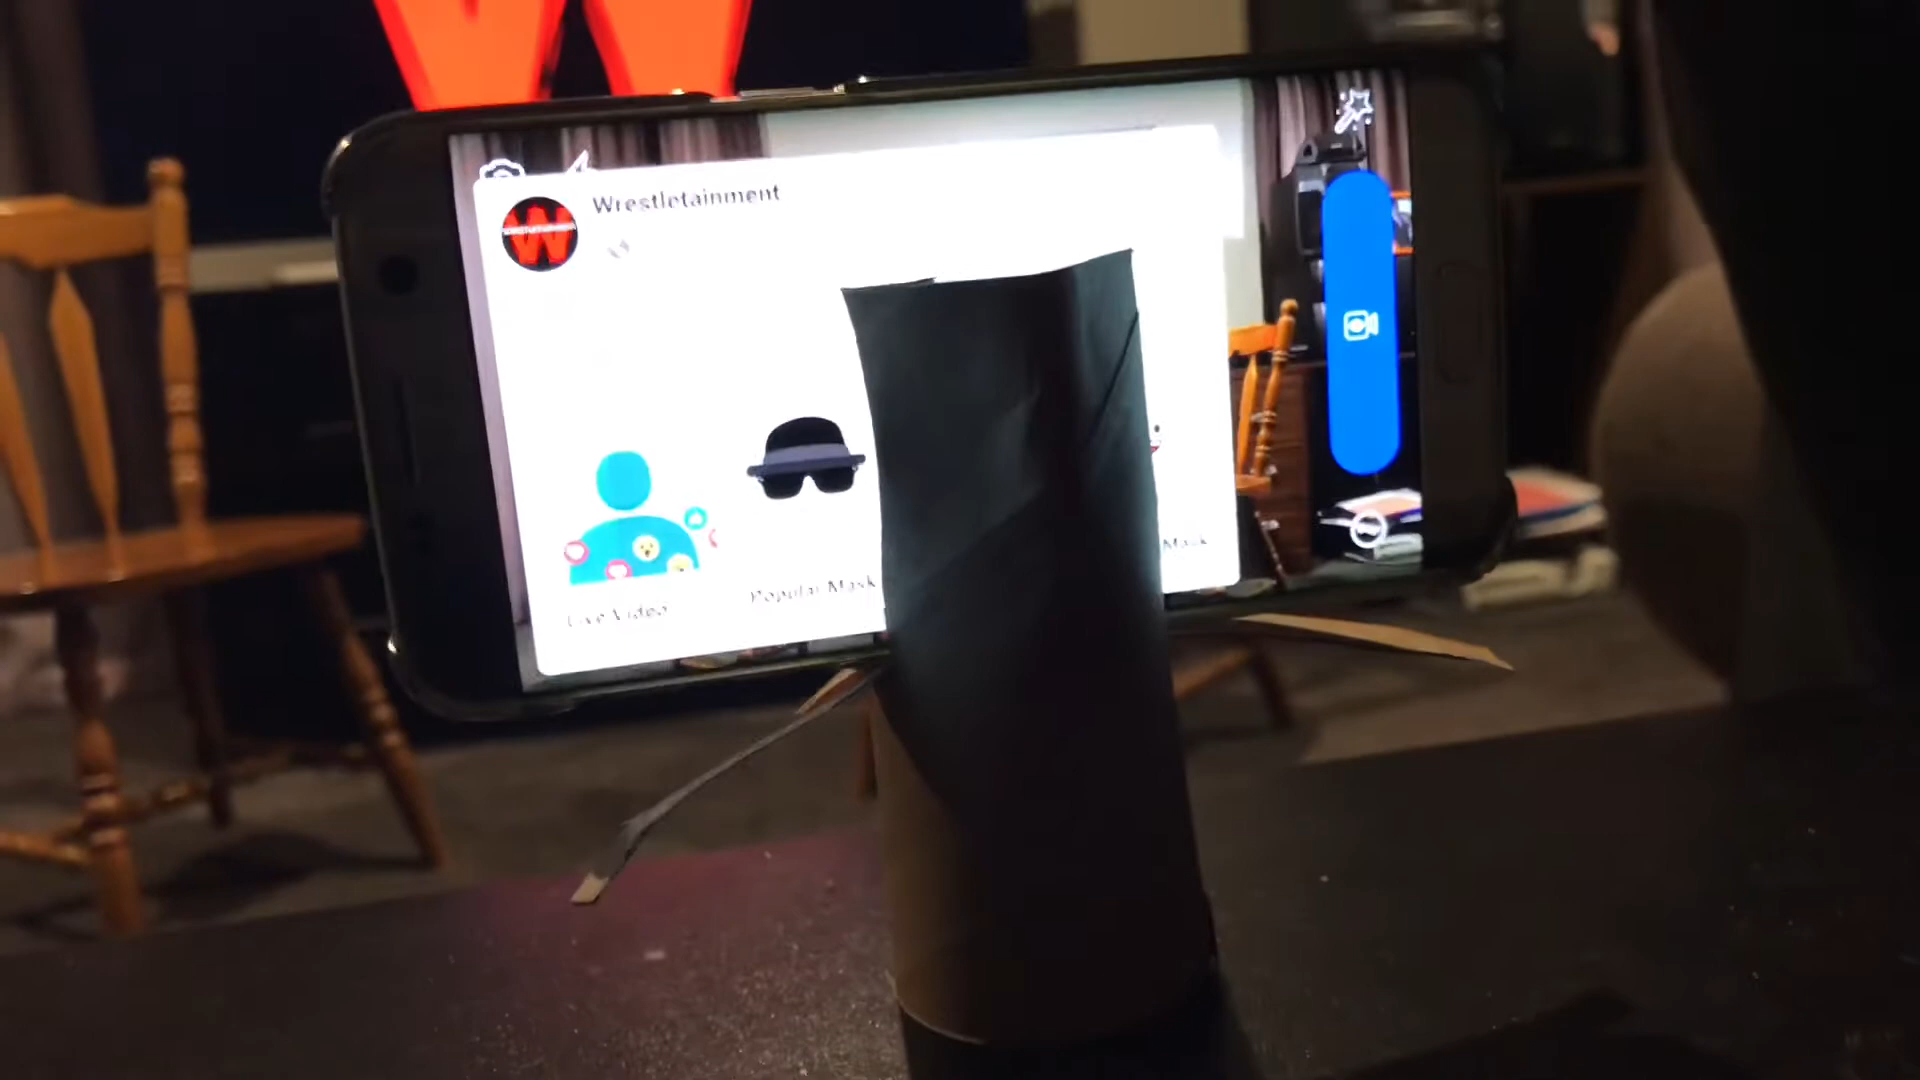 W
Wrestletainment
W
Live Video
Popular Mask
Mask